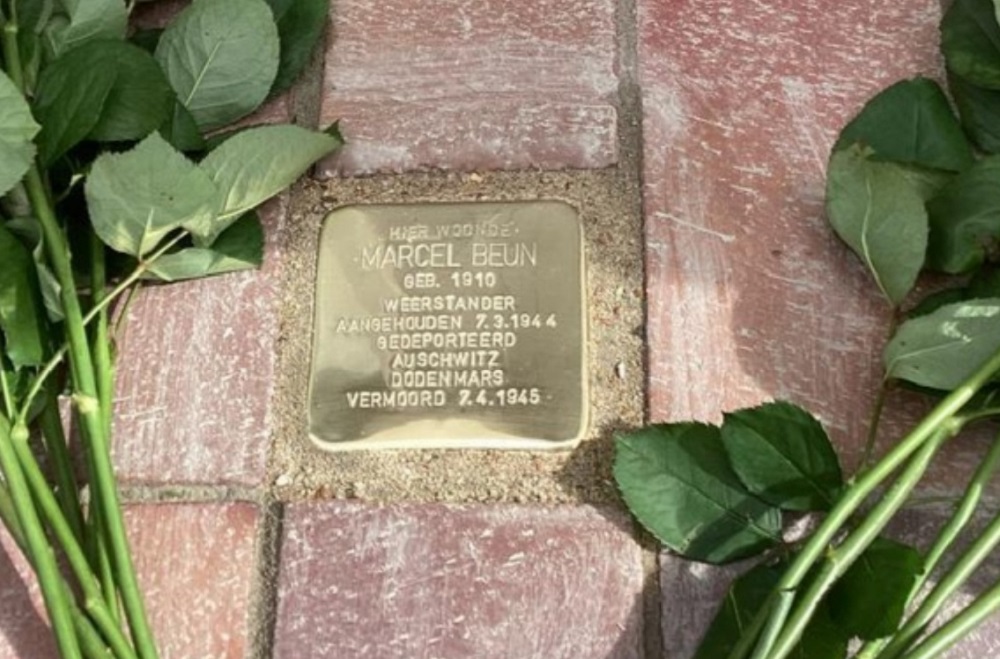 HIER WOONDE
MARCEL BEUN
GEB. 1910
WEERSTANDER
AANGEHOUDEN 7.3.1944
GEDEPORTEERD
AUSCHWITZ
DODENMARS
VERMOORD 7.4.1945